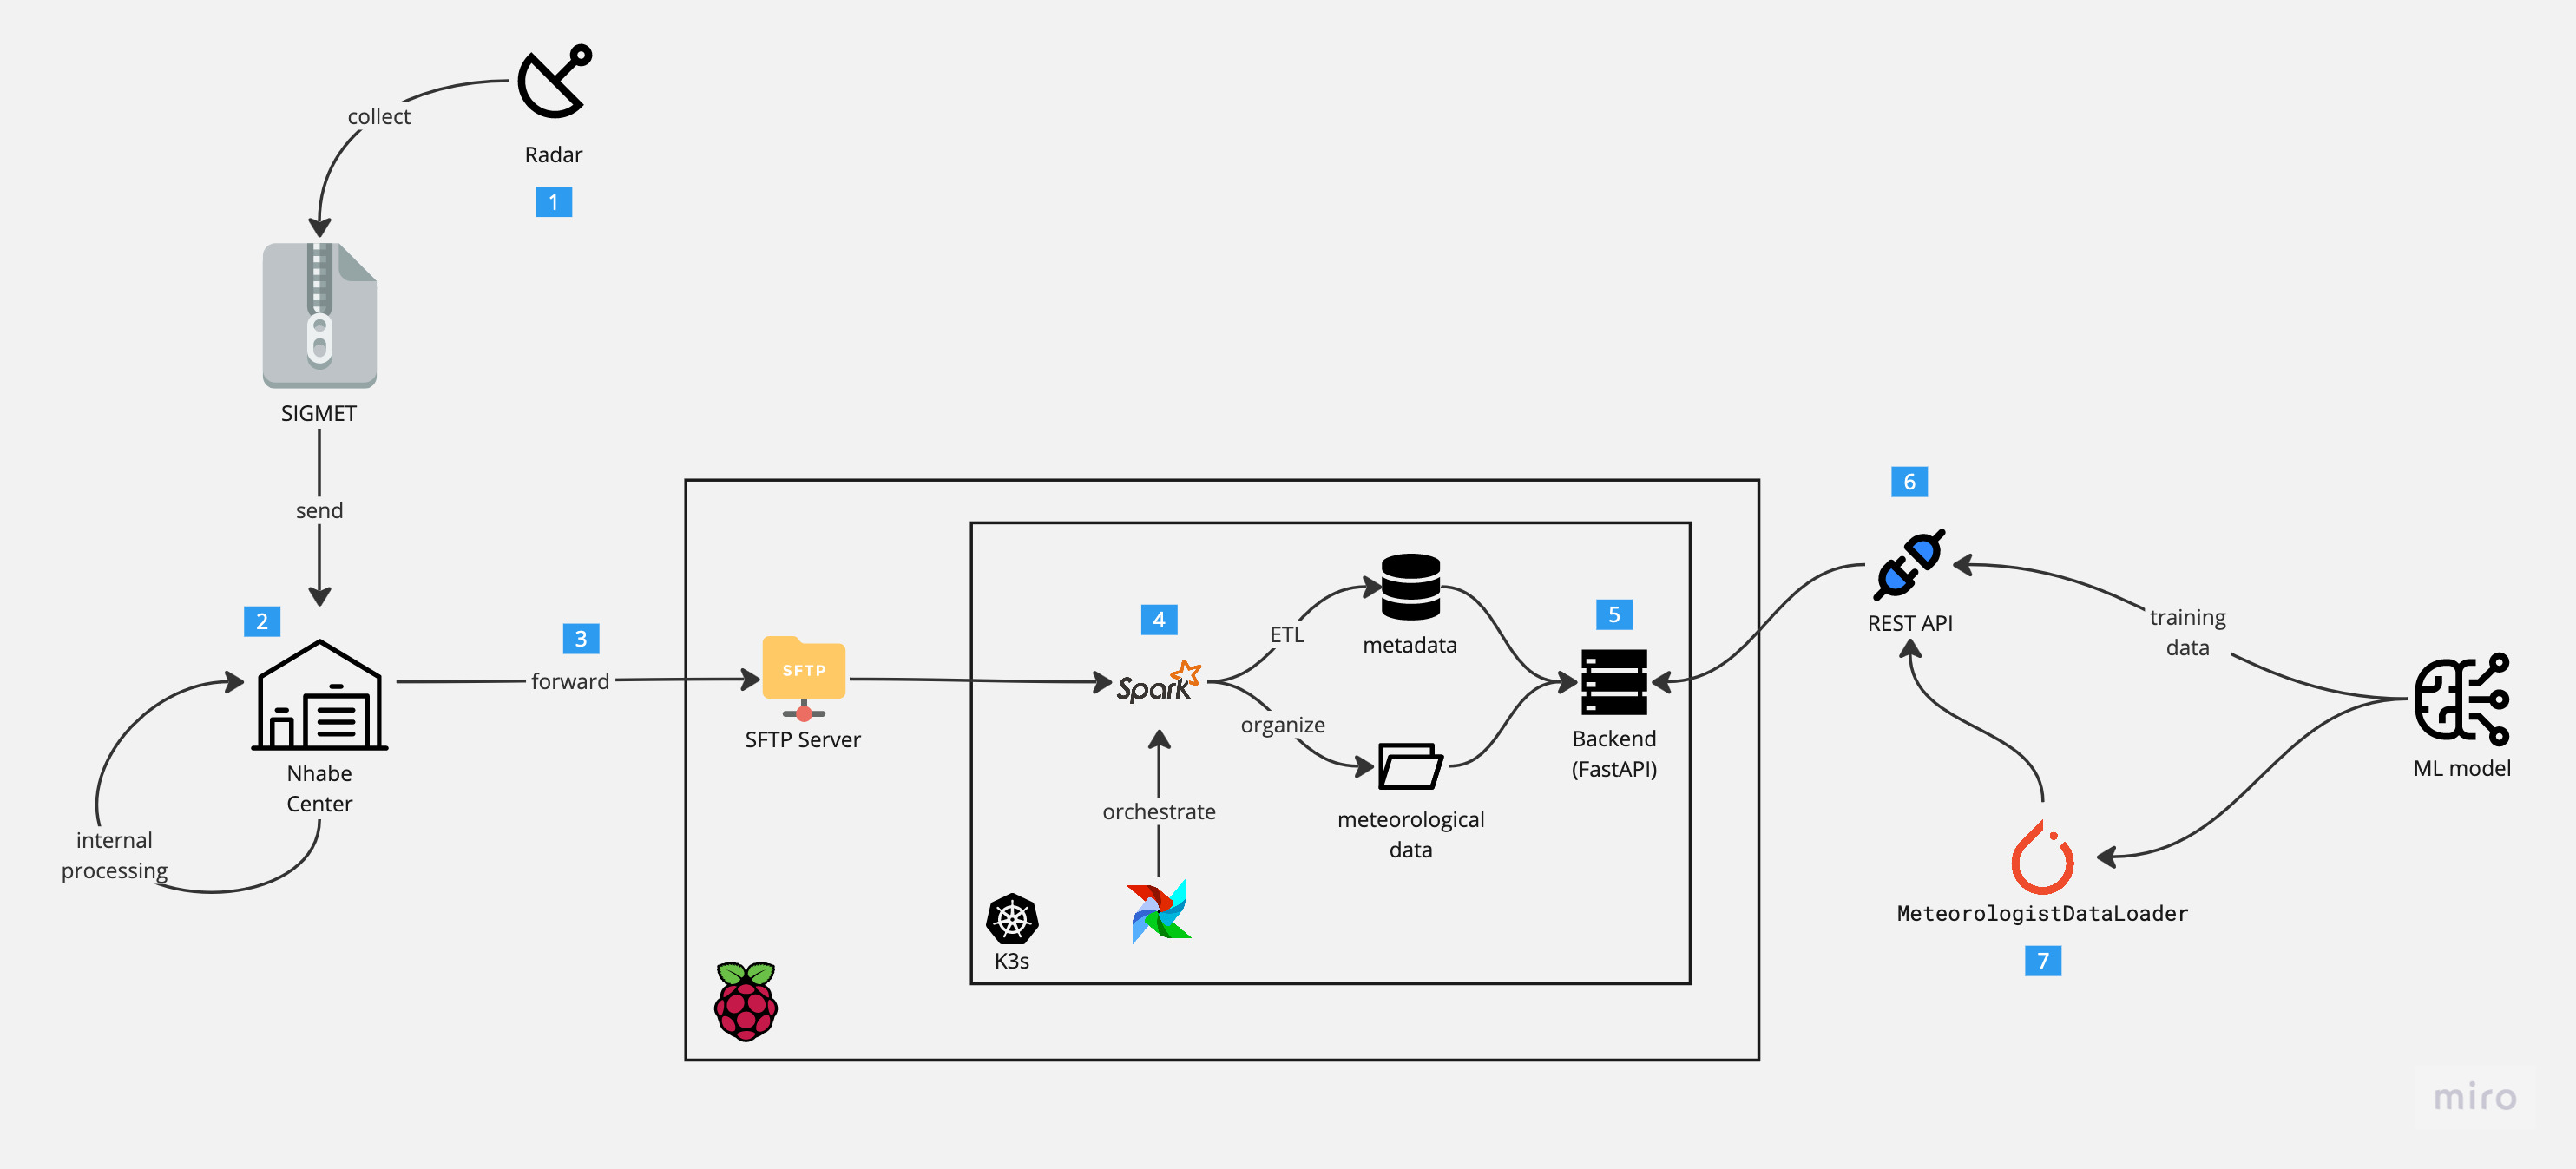 collect
Radar
1
SIGMET
send
2
Nhabe
Center
internal
processing
3
forward
SFTP
SFTP Server
4
Spark
ETL
organize
orchestrate
K3s
metadata
meteorological
data
5
Backend
(FastAPI)
6
REST API
training
data
ML model
MeteorologistDataLoader
7
miro